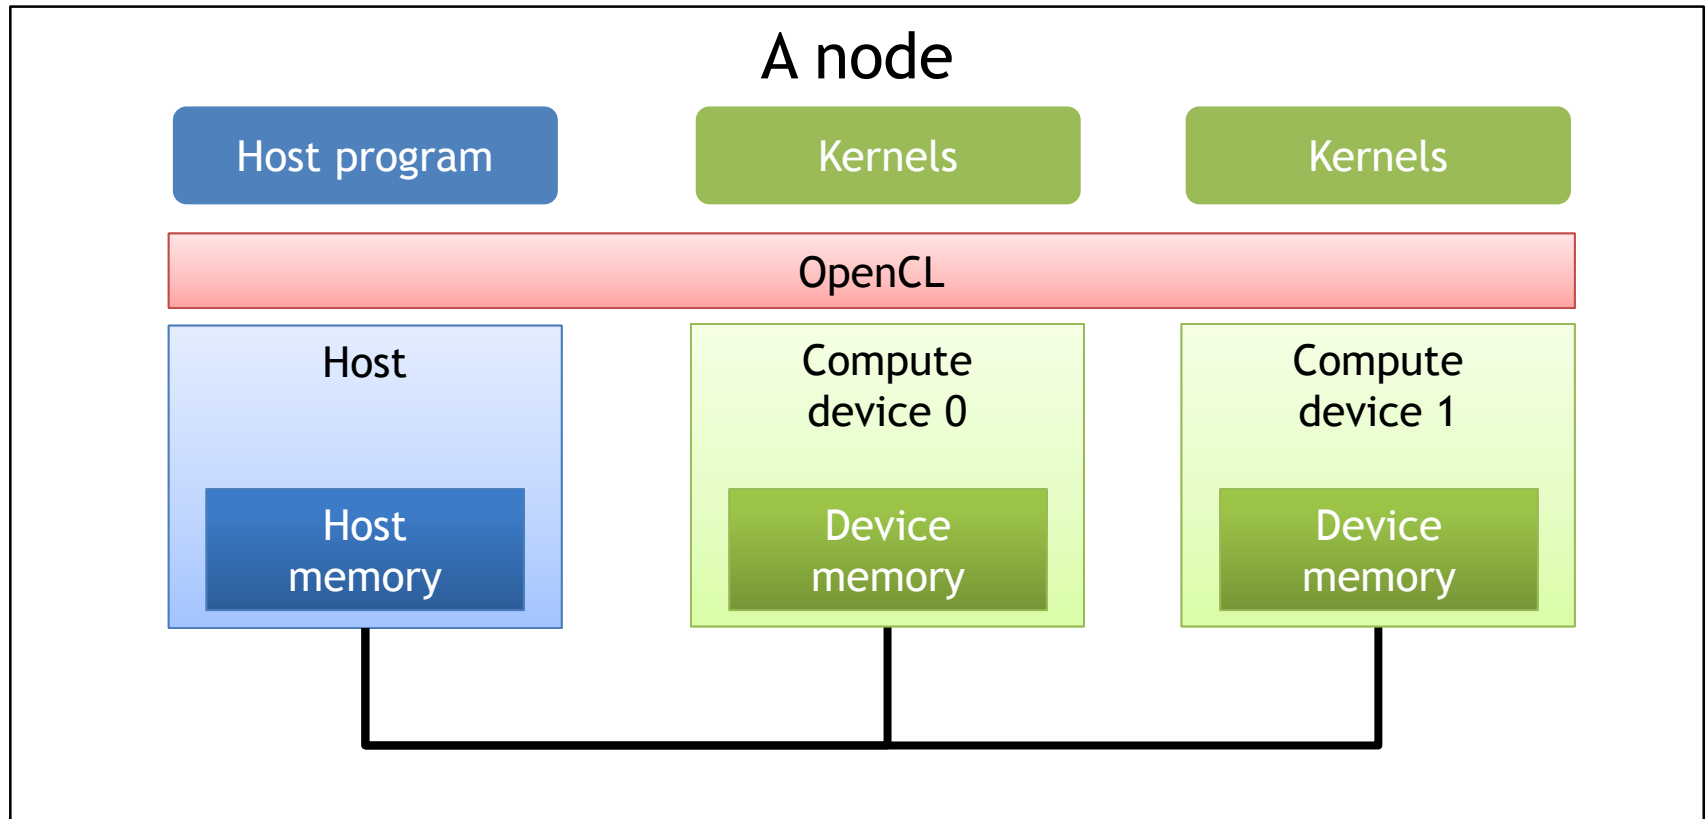 A node
Host program
Kernels
Kernels
OpenCL
Host
Compute
device 0
Compute
device 1
Host
memory
Device
memory
Device
memory